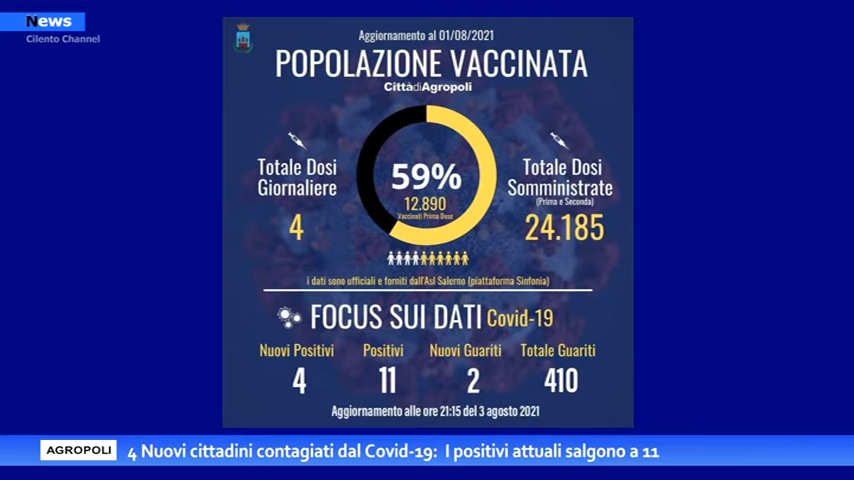 News
Cilento Channel
Aggiornamento al 01/08/2021
POPOLAZIONE VACCINATA
CittàdiAgropoli
Totale Dosi
Giornaliere
4
59%
12.890
Vaccinati Prima Dose
Totale Dosi
Somministrate
(Prima e Seconda)
24.185
i dati sono ufficiali e forniti dall'Asl Salerno (piattaforma Sinfonia)
FOCUS SUI DATI Covid-19
Nuovi Positivi Positivi Nuovi Guariti Totale Guariti
4 11 2 410
Aggiornamento alle ore 21:15 del 3 agosto 2021
AGROPOLI 4 Nuovi cittadini contagiati dal Covid-19: I positivi attuali salgono a 11